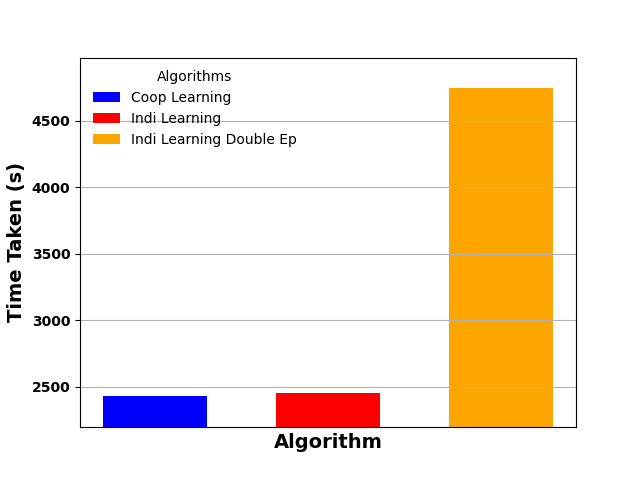 Algorithms
Coop Learning
Indi Learning
Indi Learning Double Ep
4500
4000
3500
3000
2500
Time Taken (s)
Algorithm